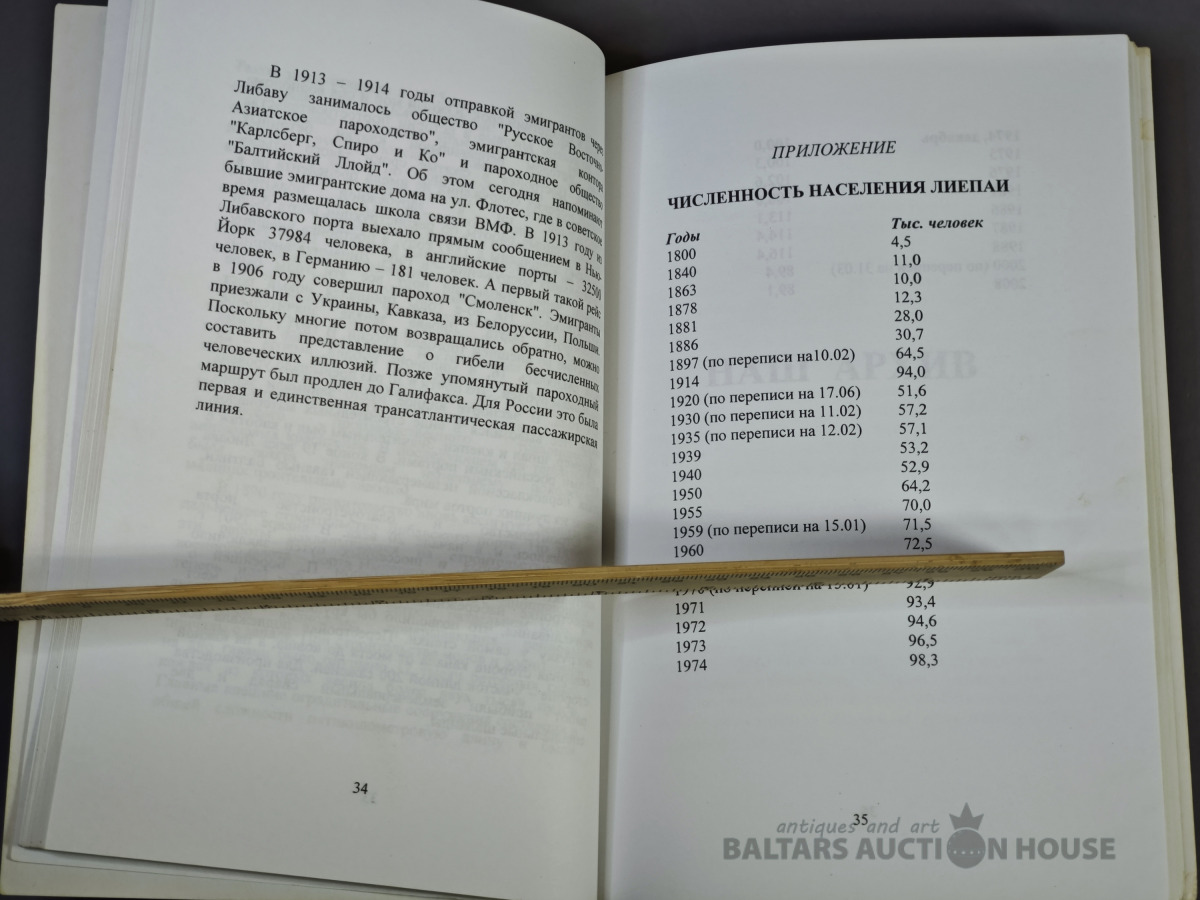 В 1913 – 1914 годы отправкой эмигрантов через
Либаву занималось общество "Русское Восточно-
Азиатское пароходство", эмигрантская контора
"Карлсберг, Спиро и Ко" и пароходное общество
"Балтийский Ллойд". Об этом сегодня напоминают
бывшие эмигрантские дома на ул. Флотес, где в советское
время размещалась школа связи ВМФ. В 1913 году из
Либавского порта выехало прямым сообщением в Нью-
Йорк 37984 человека, в английские порты – 32500
человек, в Германию – 181 человек. А первый такой рейс
в 1906 году совершил пароход "Смоленск". Эмигранты
приезжали с Украины, Кавказа, из Белоруссии, Польши.
Поскольку многие потом возвращались обратно, можно
составить представление о гибели бесчисленных
человеческих иллюзий. Позже упомянутый пароходный
маршрут был продлен до Галифакса. Для России это была
первая и единственная трансатлантическая пассажирская
линия.
34
ПРИЛОЖЕНИЕ
ЧИСЛЕННОСТЬ НАСЕЛЕНИЯ ЛИЕПАИ
Годы Тыс. человек
1800 4,5
1840 11,0
1863 10,0
1878 12,3
1881 28,0
1886 30,7
1897 (по переписи на10.02) 64,5
1914 94,0
1920 (по переписи на 17.06) 51,6
1930 (по переписи на 11.02) 57,2
1935 (по переписи на 12.02) 57,1
1939 53,2
1940 52,9
1950 64,2
1955 70,0
1959 (по переписи на 15.01) 71,5
1960 72,5
1970 (по переписи на 15.01) 92,9
1971 93,4
1972 94,6
1973 96,5
1974 98,3
35
antiques and art
BALTARS AUCTION HOUSE